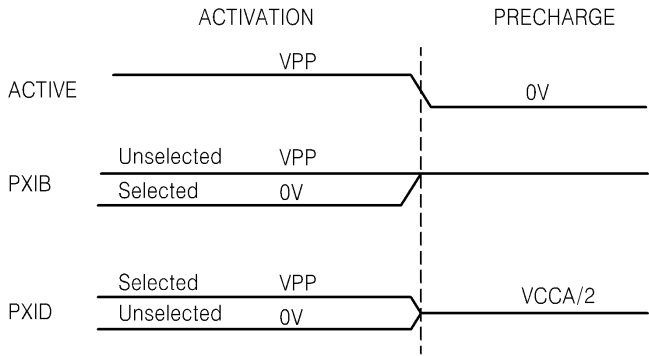 ACTIVATION PRECHARGE
VPP
ACTIVE 0V
Unselected VPP
PXIB
Selected 0V
Selected VPP
VCCA/2
PXID Unselected 0V